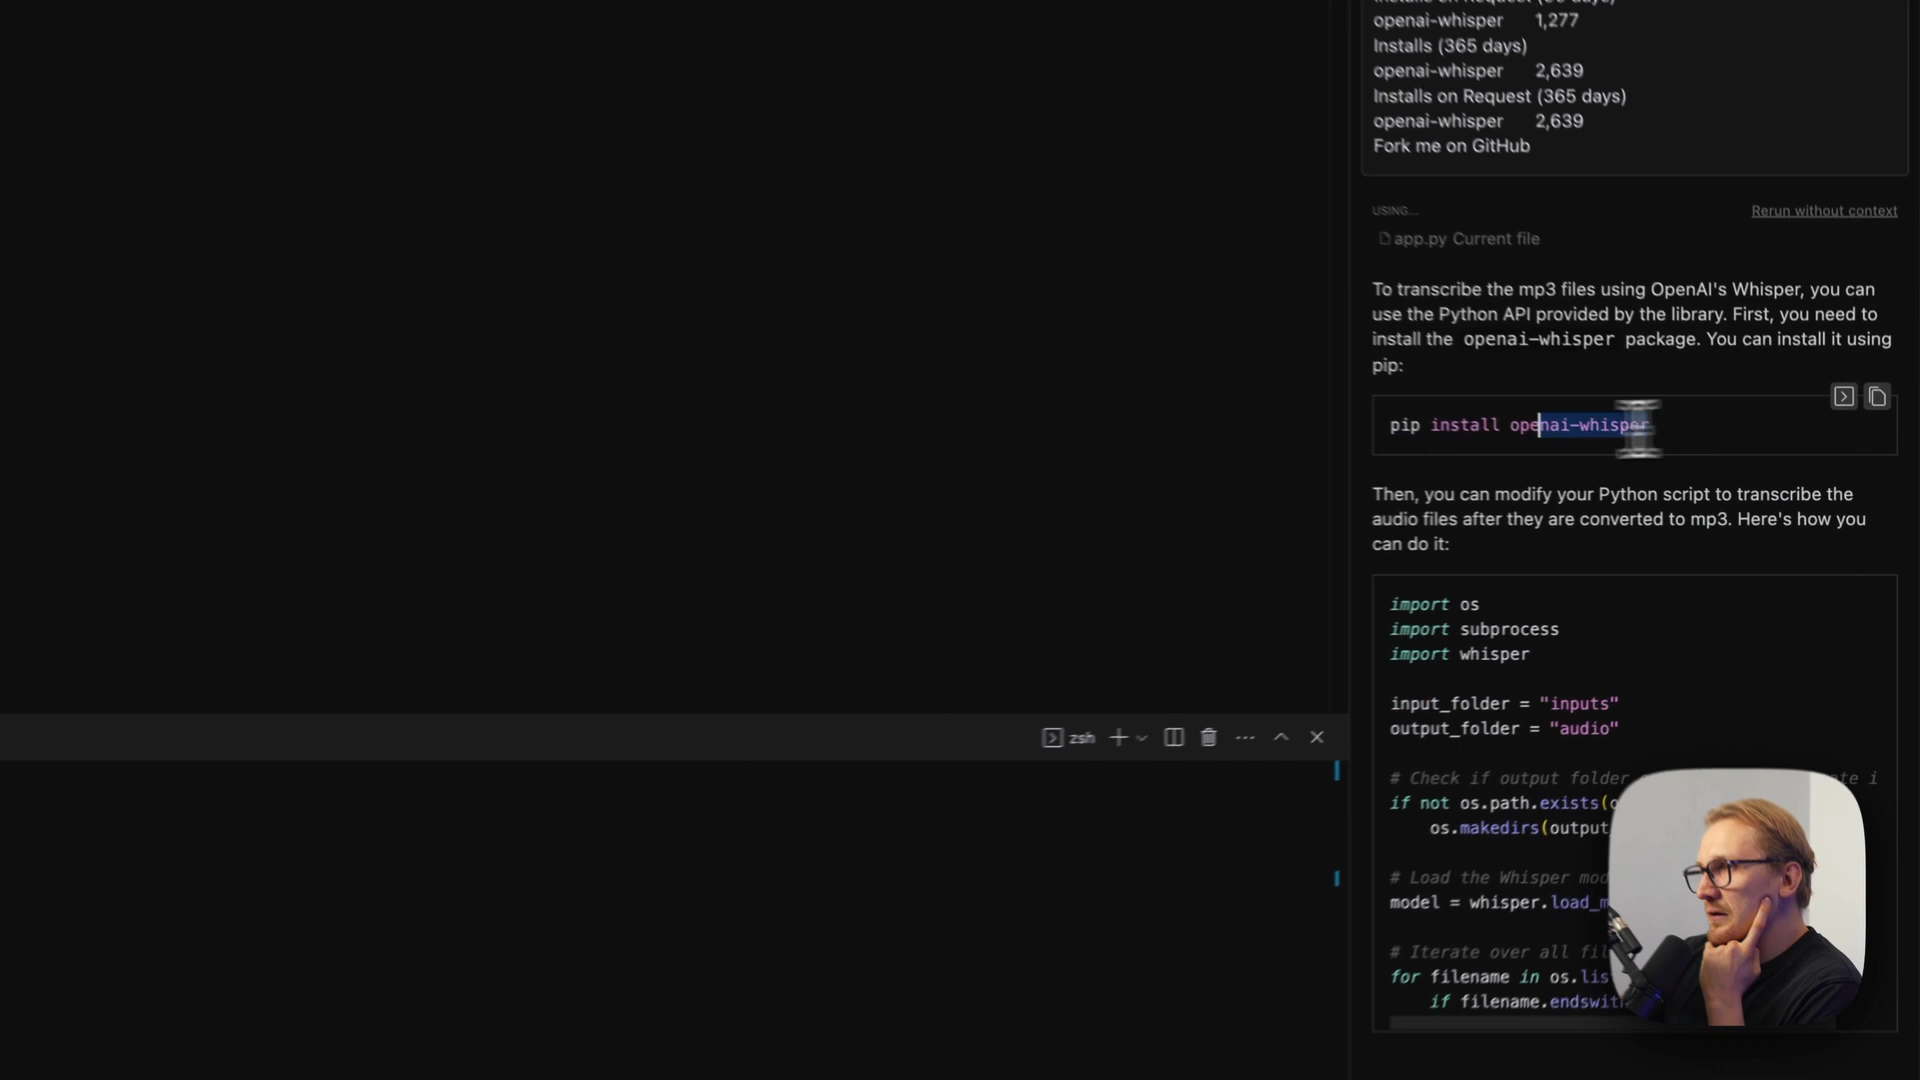 openai-whisper 1,277
Installs (365 days)
openai-whisper 2,639
Installs on Request (365 days)
openai-whisper 2,639
Fork me on GitHub
USING...
Rerun without context
app.py Current file
To transcribe the mp3 files using OpenAI's Whisper, you can
use the Python API provided by the library. First, you need to
install the openai-whisper package. You can install it using
pip:
pip install openai-whisper
Then, you can modify your Python script to transcribe the
audio files after they are converted to mp3. Here's how you
can do it:
import os
import subprocess
import whisper
input_folder = "inputs"
output_folder = "audio"
zsh
# Check if output folder
if not os.path.exists(
os.makedirs(output
# Load the Whisper
model = whisper.load_
# Iterate over all
for filename in os.
if filename.